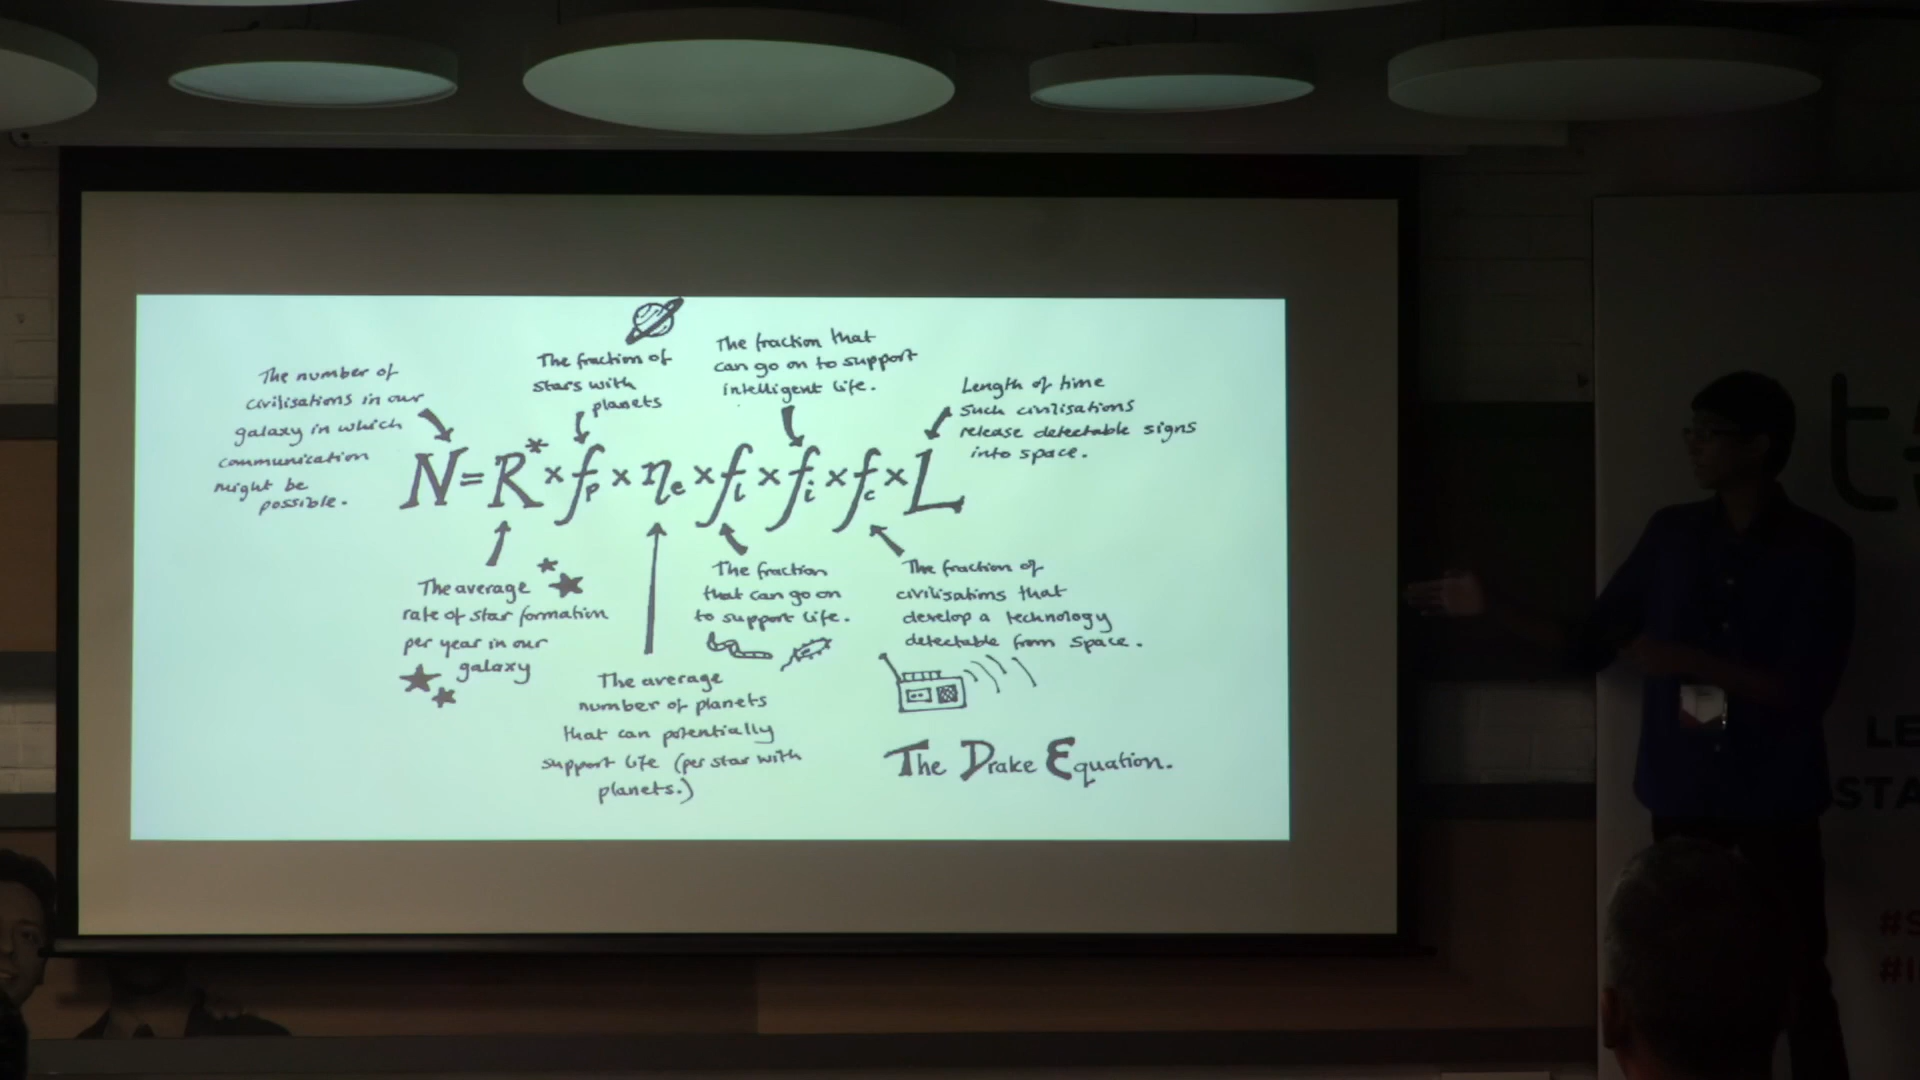 The number of
civilisations in our
galaxy in which
communication
might be
possible.
The fraction of
stars with
planets
The fraction that
can go on to support
intelligent life.
Length of time
such civilisations
release detectable signs
into space.
N = R* × fp × ηe × fl × fi × fc × L
The average
rate of star formation
per year in our
galaxy
The average
number of planets
that can potentially
support life (per star with
planets.)
The fraction
that can go on
to support life.
The fraction of
civilisations that
develop a technology
detectable from space.
The Drake Equation.
LE
STA
#S